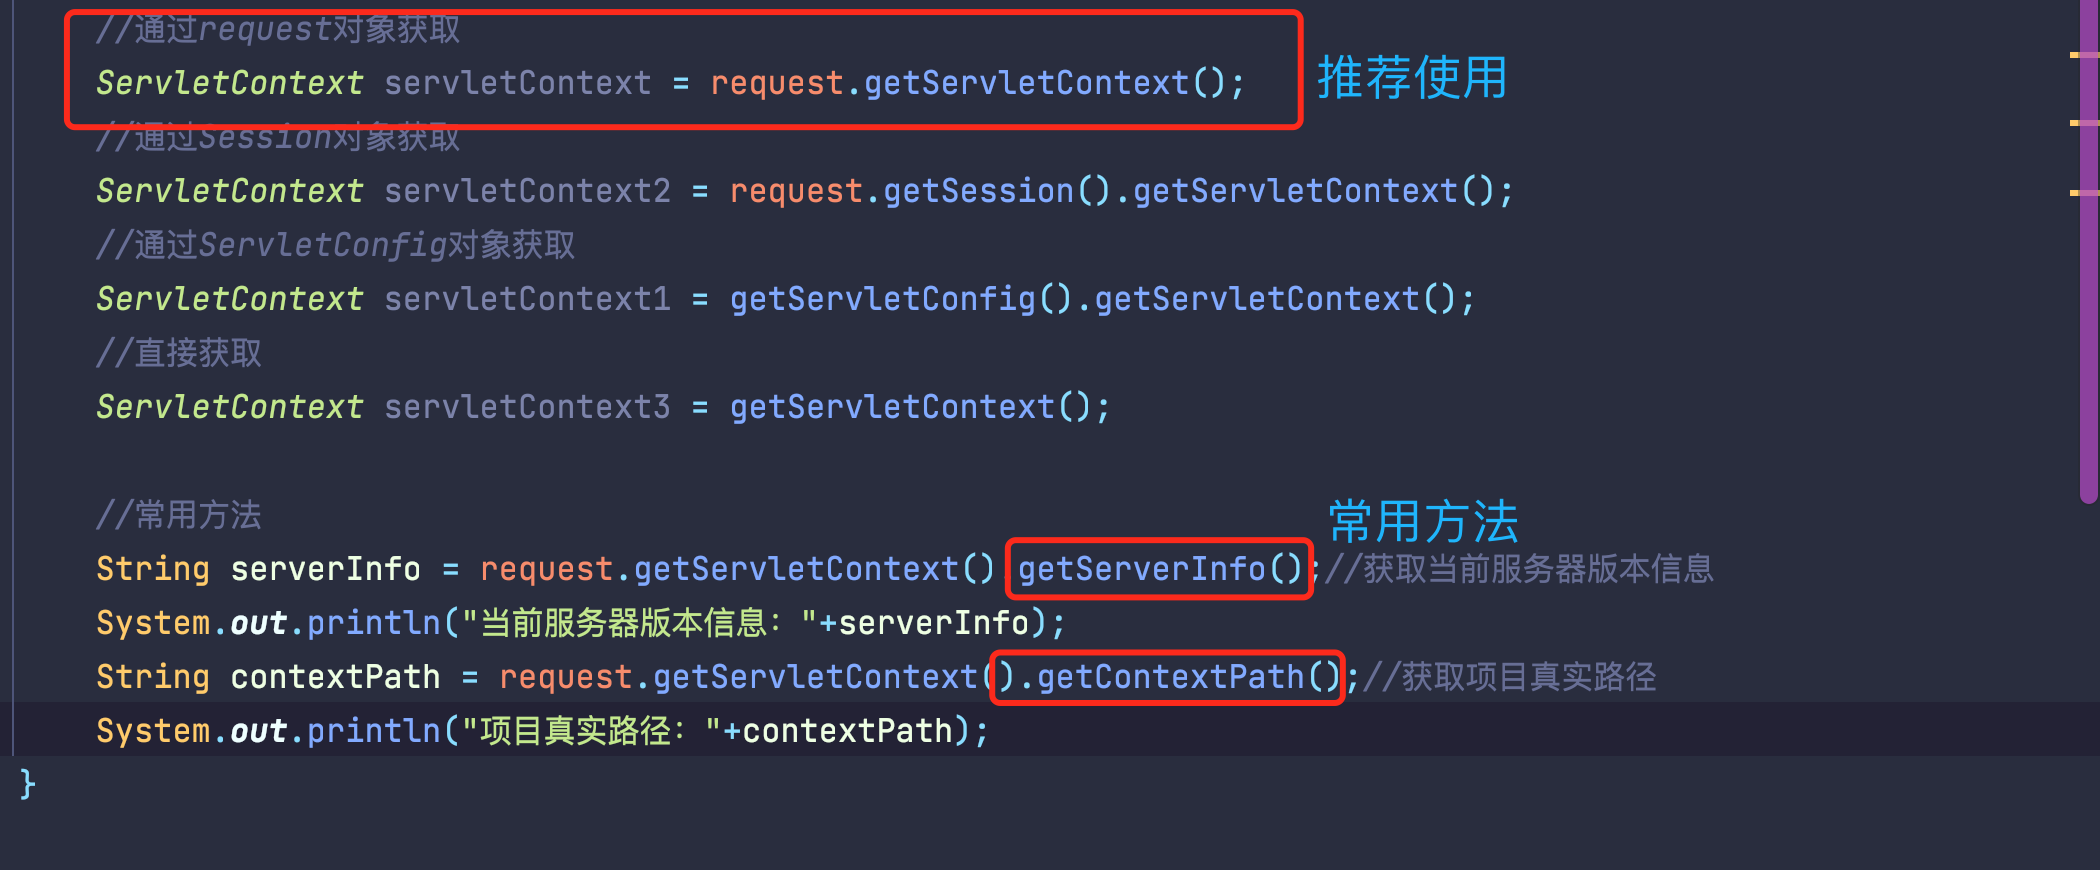 //通过request对象获取
ServletContext servletContext = request.getServletContext(); 推荐使用
//通过Session对象获取
ServletContext servletContext2 = request.getSession().getServletContext();
//通过ServletConfig对象获取
ServletContext servletContext1 = getServletConfig().getServletContext();
//直接获取
ServletContext servletContext3 = getServletContext();
//常用方法 常用方法
String serverInfo = request.getServletContext() getServerInfo();//获取当前服务器版本信息
System.out.println("当前服务器版本信息："+serverInfo);
String contextPath = request.getServletContext().getContextPath();//获取项目真实路径
System.out.println("项目真实路径："+contextPath);
}